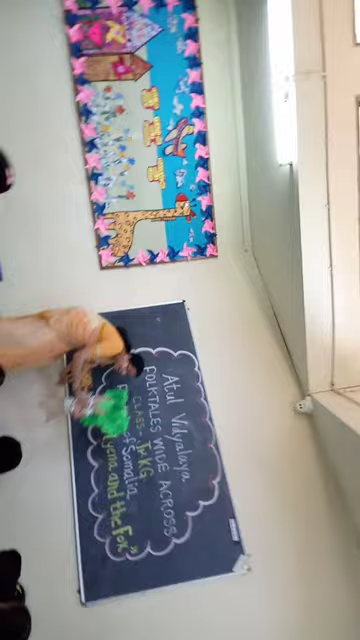 Atul Vidyalaya
FOLKTALES WIDE ACROSS
CLASS- Jr KG
of Somalia
and the Fox"